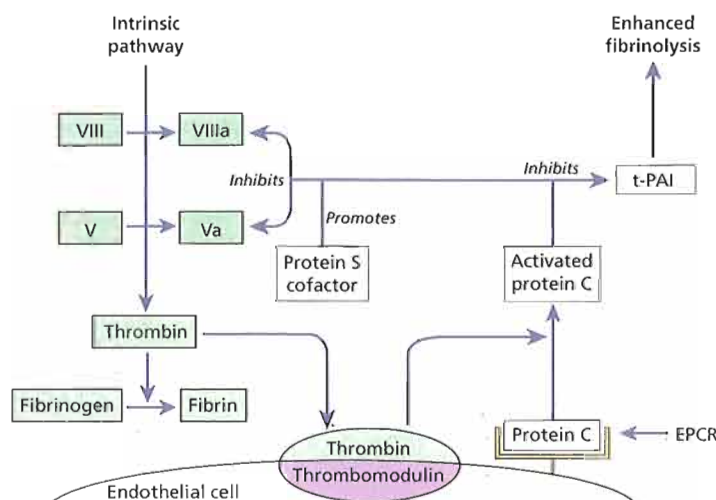 Intrinsic
pathway
Enhanced
fibrinolysis
VIII
VIIIa
Inhibits
Inhibits
t-PAI
V
Va
Promotes
Protein S
cofactor
Activated
protein C
Thrombin
Fibrinogen
Fibrin
Thrombin
Thrombomodulin
Protein C
EPCR
Endothelial cell